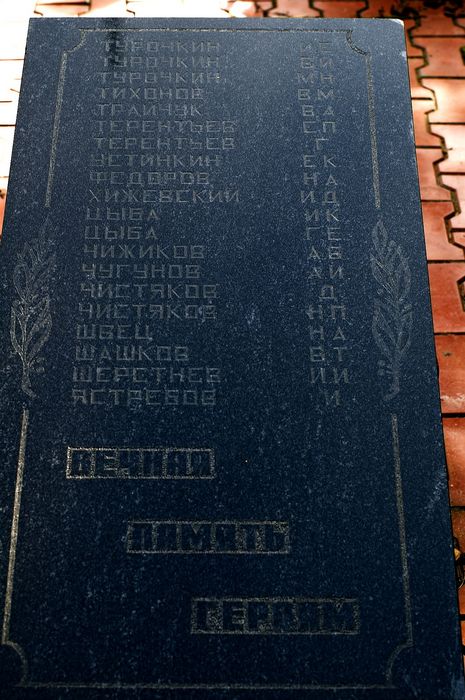 ТУРОЧКИН И Е
ТУРОЧКИН В И
ТУРОЧКИН М Н
ТИХОНОВ В М
ТРАЙЧУК В А
ТЕРЕНТЬЕВ С П
ТЕРЕНТЬЕВ Г
УСТИНКИН Е К
ФЕДОРОВ Н А
ХИЖЕВСКИЙ И Д
ЦЫБА И К
ЦЫБА Г Е
ЧИЖИКОВ А В
ЧУГУНОВ А И
ЧИСТЯКОВ Д
ЧИСТЯКОВ Н П
ШВЕЦ Н А
ШАШКОВ В Т
ШЕРСТНЕВ И И
ЯСТРЕБОВ И
ВЕЧНАЯ
ПАМЯТЬ
ГЕРОЯМ